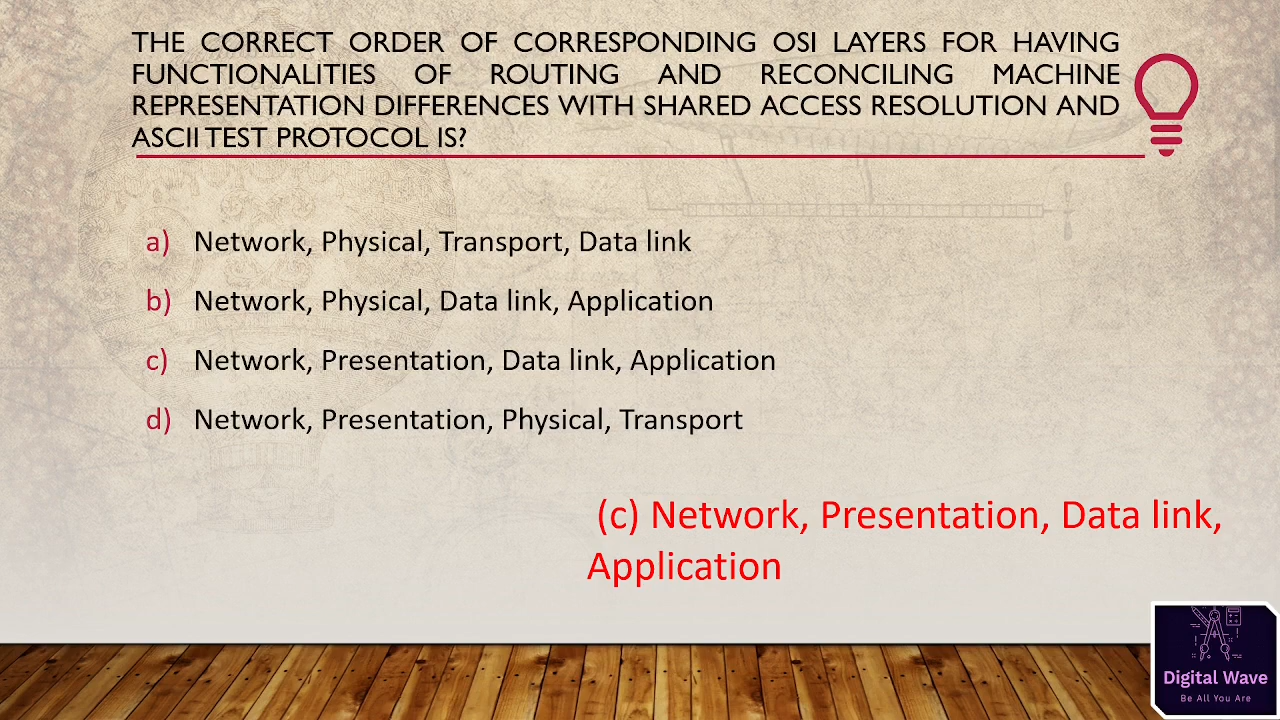 THE CORRECT ORDER OF CORRESPONDING OSI LAYERS FOR HAVING
FUNCTIONALITIES OF ROUTING AND RECONCILING MACHINE
REPRESENTATION DIFFERENCES WITH SHARED ACCESS RESOLUTION AND
ASCII TEST PROTOCOL IS?
a) Network, Physical, Transport, Data link
b) Network, Physical, Data link, Application
c) Network, Presentation, Data link, Application
d) Network, Presentation, Physical, Transport
(c) Network, Presentation, Data link,
Application
Digital Wave
Be All You Are